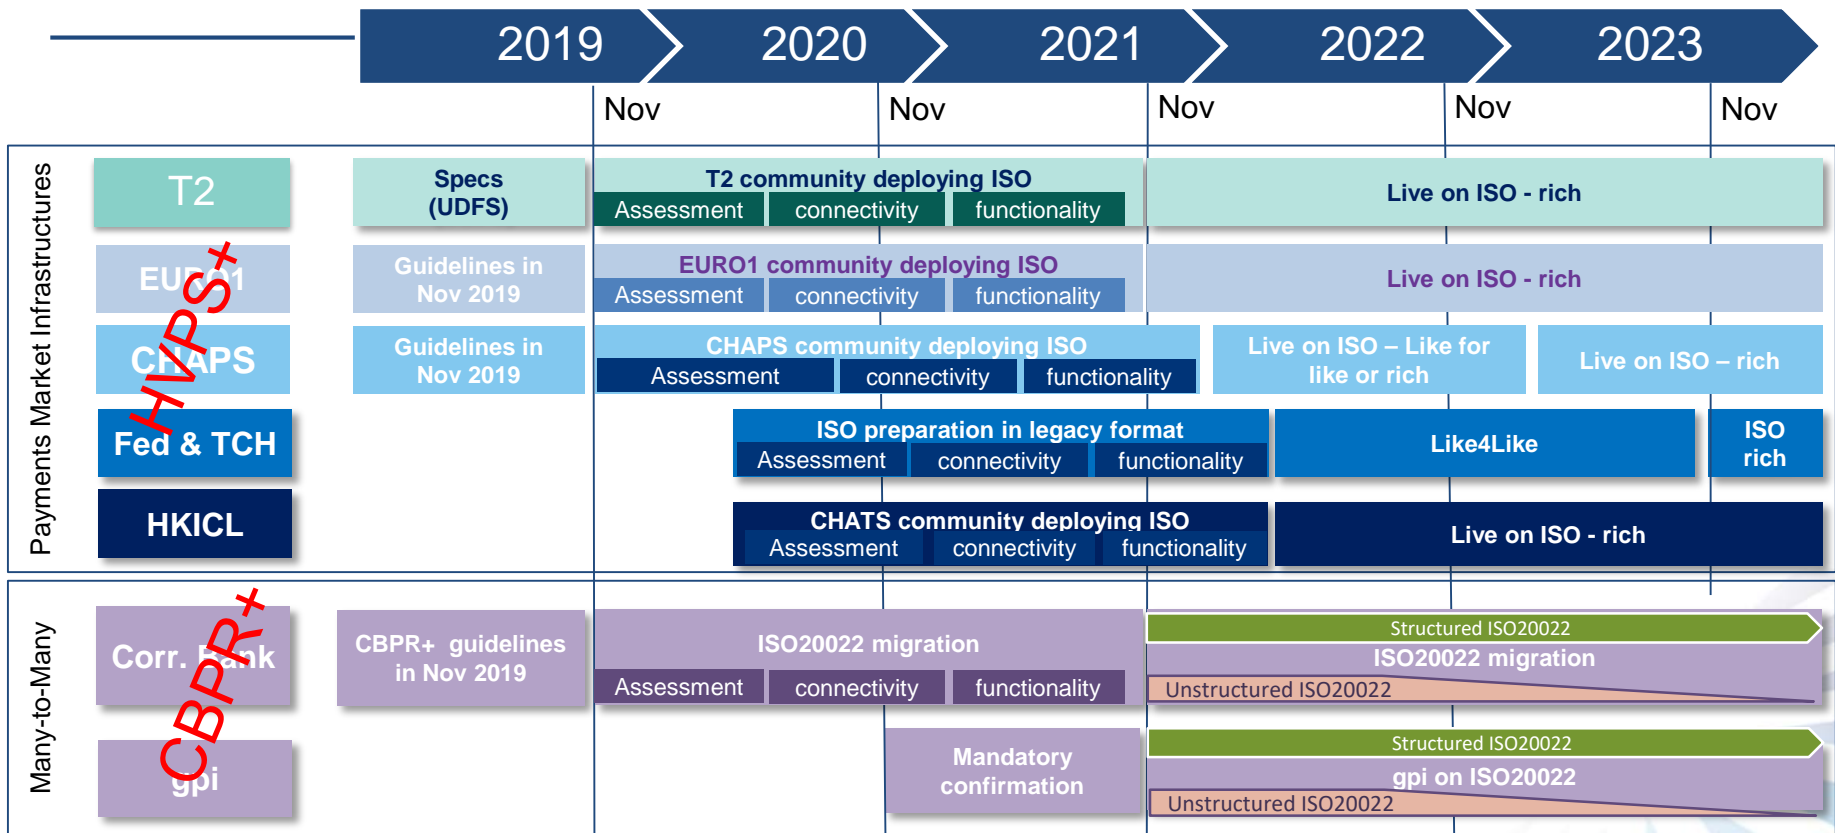 2019
2020
2021
2022
2023
Nov
Nov
Nov
Nov
Nov
Payments Market Infrastructures
HVPS+
T2
Specs
(UDFS)
T2 community deploying ISO
Assessment
connectivity
functionality
Live on ISO - rich
EURO1
Guidelines in
Nov 2019
EURO1 community deploying ISO
Assessment
connectivity
functionality
Live on ISO - rich
CHAPS
Guidelines in
Nov 2019
CHAPS community deploying ISO
Assessment
connectivity
functionality
Live on ISO – Like for
like or rich
Live on ISO – rich
Fed & TCH
ISO preparation in legacy format
Assessment
connectivity
functionality
Like4Like
ISO
rich
HKICL
CHATS community deploying ISO
Assessment
connectivity
functionality
Live on ISO - rich
Many-to-Many
CBPR+
Corr. Bank
CBPR+ guidelines
in Nov 2019
ISO20022 migration
Assessment
connectivity
functionality
Structured ISO20022
ISO20022 migration
Unstructured ISO20022
gpi
Mandatory
confirmation
Structured ISO20022
gpi on ISO20022
Unstructured ISO20022